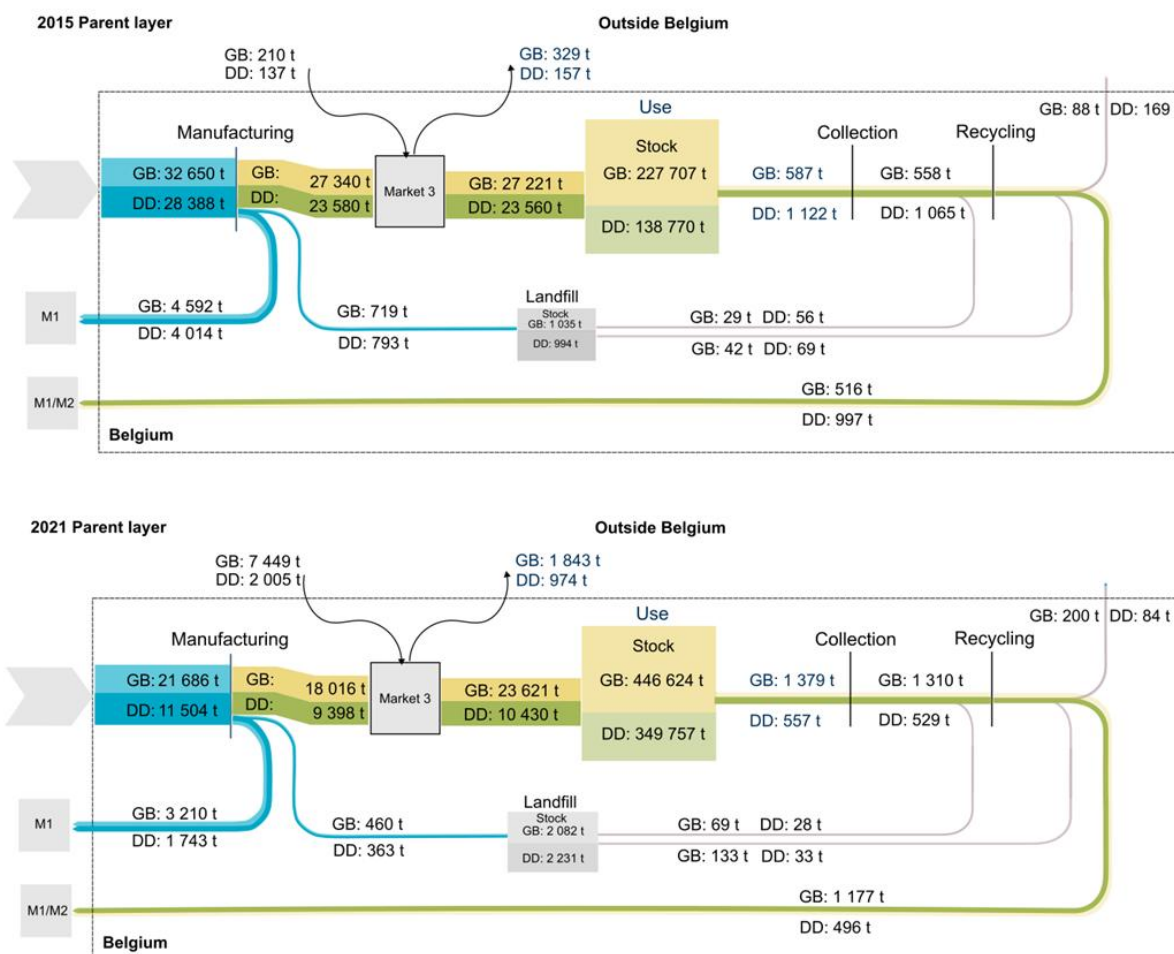 2015 Parent layer
Outside Belgium
GB: 210 t
DD: 137 t
GB: 329 t
DD: 157 t
GB: 88 t DD: 169
Manufacturing
Use
Collection
Recycling
GB: 32 650 t
DD: 28 388 t
GB: 27 340 t
DD: 23 580 t
Market 3
GB: 27 221 t
DD: 23 560 t
Stock
GB: 227 707 t
DD: 138 770 t
GB: 587 t
DD: 1 122 t
GB: 558 t
DD: 1 065 t
M1
GB: 4 592 t
DD: 4 014 t
GB: 719 t
DD: 793 t
Landfill
Stock
GB: 1 035 t
DD: 994 t
GB: 29 t DD: 56 t
GB: 42 t DD: 69 t
M1/M2
GB: 516 t
DD: 997 t
Belgium
2021 Parent layer
Outside Belgium
GB: 7 449 t
DD: 2 005 t
GB: 1 843 t
DD: 974 t
GB: 200 t DD: 84 t
Manufacturing
Use
Collection
Recycling
GB: 21 686 t
DD: 11 504 t
GB: 18 016 t
DD: 9 398 t
Market 3
GB: 23 621 t
DD: 10 430 t
Stock
GB: 446 624 t
DD: 349 757 t
GB: 1 379 t
DD: 557 t
GB: 1 310 t
DD: 529 t
M1
GB: 3 210 t
DD: 1 743 t
GB: 460 t
DD: 363 t
Landfill
Stock
GB: 2 082 t
DD: 2 231 t
GB: 69 t DD: 28 t
GB: 133 t DD: 33 t
M1/M2
GB: 1 177 t
DD: 496 t
Belgium